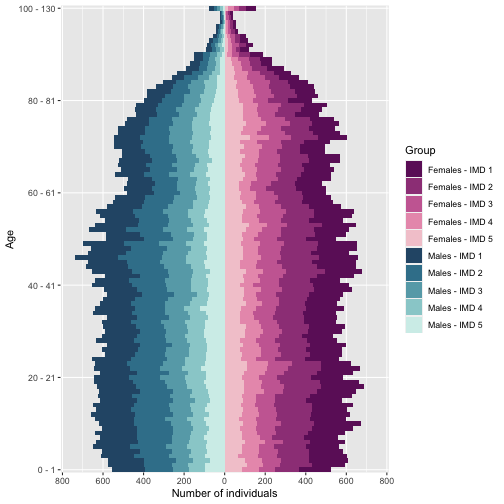 100 - 130
80 - 81
60 - 61
40 - 41
20 - 21
0 - 1
Age
800 600 400 200 0 200 400 600 800
Number of individuals
Group
Females - IMD 1
Females - IMD 2
Females - IMD 3
Females - IMD 4
Females - IMD 5
Males - IMD 1
Males - IMD 2
Males - IMD 3
Males - IMD 4
Males - IMD 5